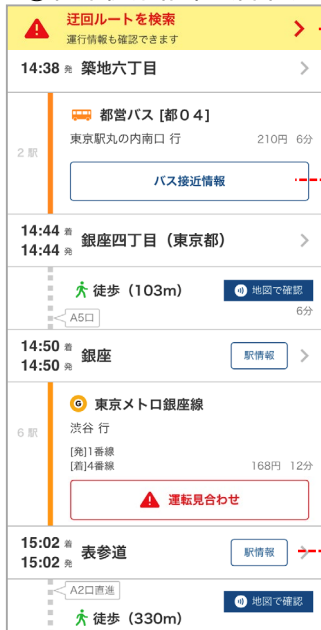 迂回ルートを検索
運行情報も確認できます
14:38 発 築地六丁目
都営バス [都04]
東京駅丸の内南口 行 210円 6分
2 駅
バス接近情報
14:44 着
14:44 発
銀座四丁目（東京都）
徒歩（103m） 地図で確認
6分
A5口
14:50 着
14:50 発
銀座 駅情報
G 東京メトロ銀座線
6 駅
渋谷 行
[発]1番線
[着]4番線 168円 12分
運転見合わせ
15:02 着
15:02 発
表参道 駅情報
A2口直進
地図で確認
徒歩（330m）